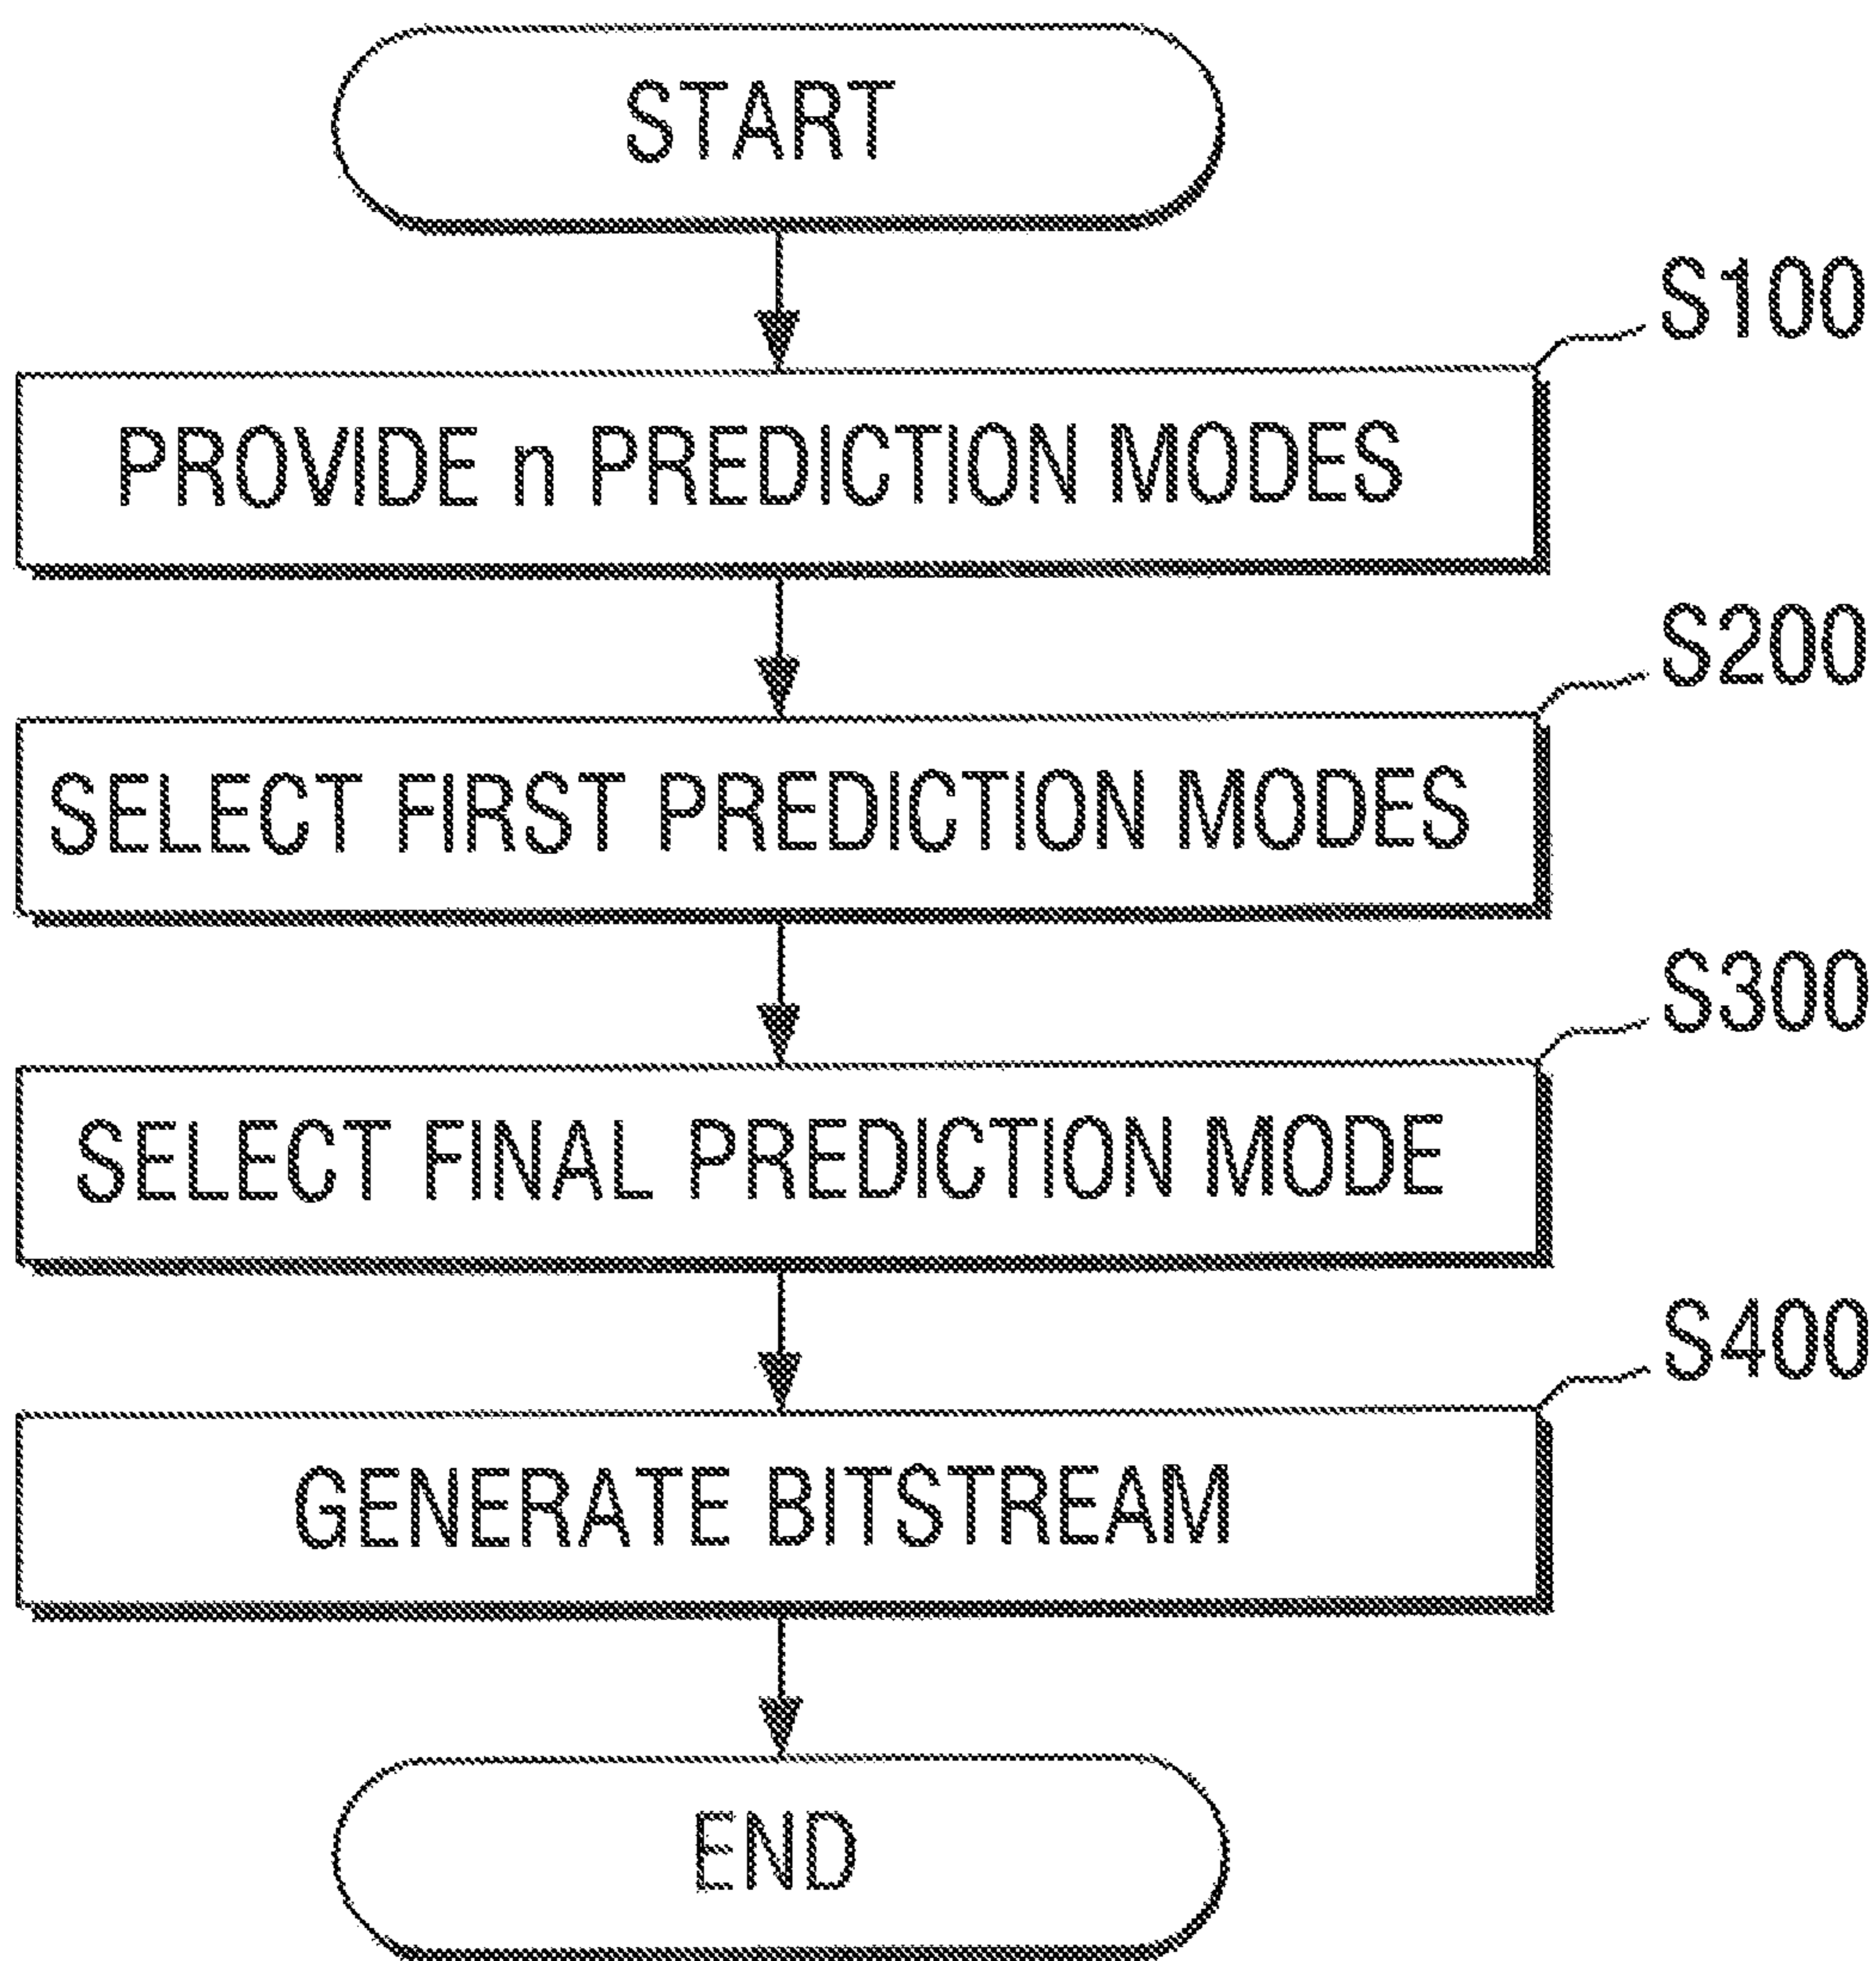 START
S100
PROVIDE n PREDICTION MODES
S200
SELECT FIRST PREDICTION MODES
S300
SELECT FINAL PREDICTION MODE
S400
GENERATE BITSTREAM
END